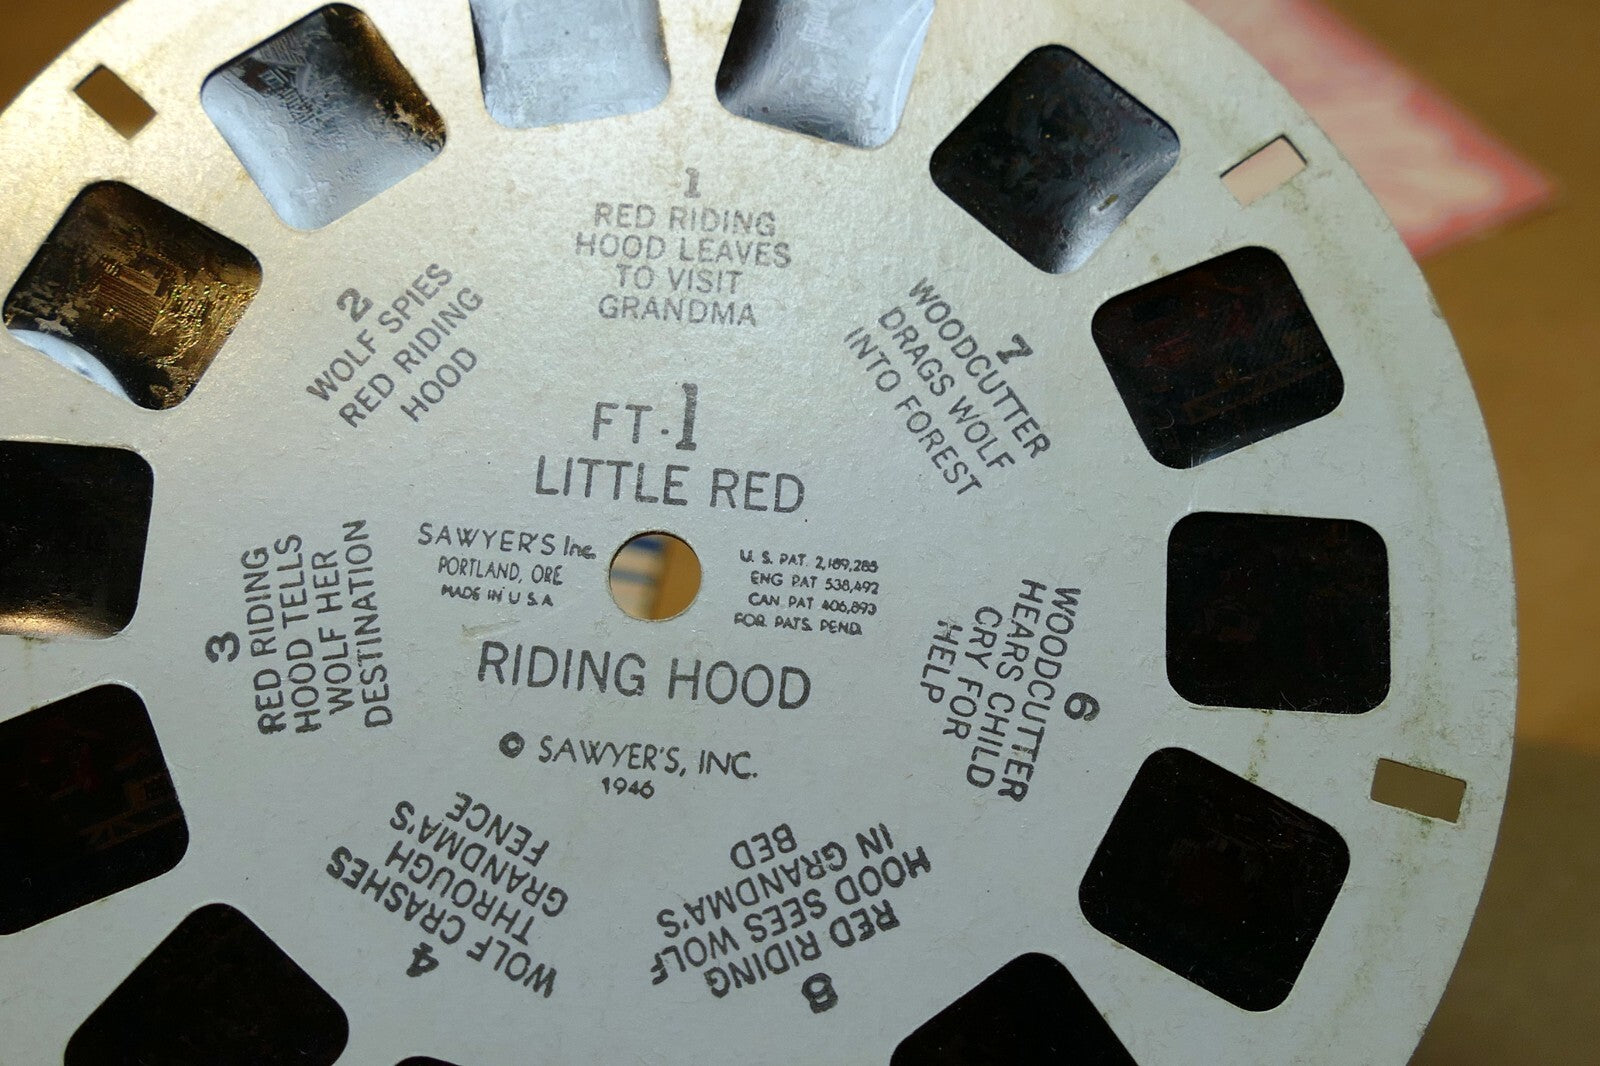 1
RED RIDING
HOOD LEAVES
TO VISIT
GRANDMA
2
WOLF SPIES
RED RIDING
HOOD
3
RED RIDING
HOOD TELLS
WOLF HER
DESTINATION
4
WOLF CRASHES
THROUGH
GRANDMA'S
FENCE
5
RED RIDING
HOOD SEES WOLF
IN GRANDMA'S
BED
6
WOODCUTTER
HEARS CHILD
CRY FOR
HELP
7
WOODCUTTER
DRAGS WOLF
INTO FOREST
FT-1
LITTLE RED
SAWYER'S Inc.
PORTLAND, ORE
MADE IN U S A
U. S. PAT. 2,189,285
ENG PAT 538,492
CAN PAT 406,893
FOR. PATS. PEND.
RIDING HOOD
© SAWYER'S, INC.
1946